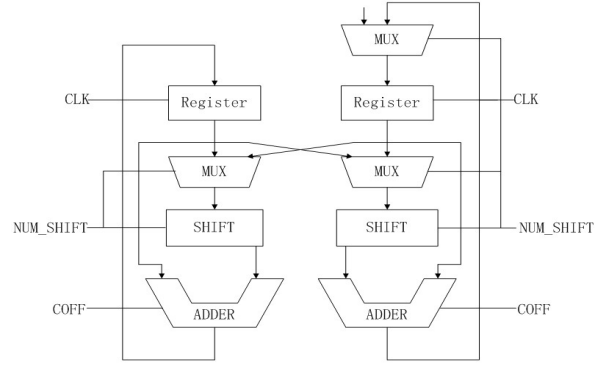 MUX
CLK
Register
Register
CLK
MUX
MUX
NUM_SHIFT
SHIFT
SHIFT
NUM_SHIFT
COFF
ADDER
ADDER
COFF